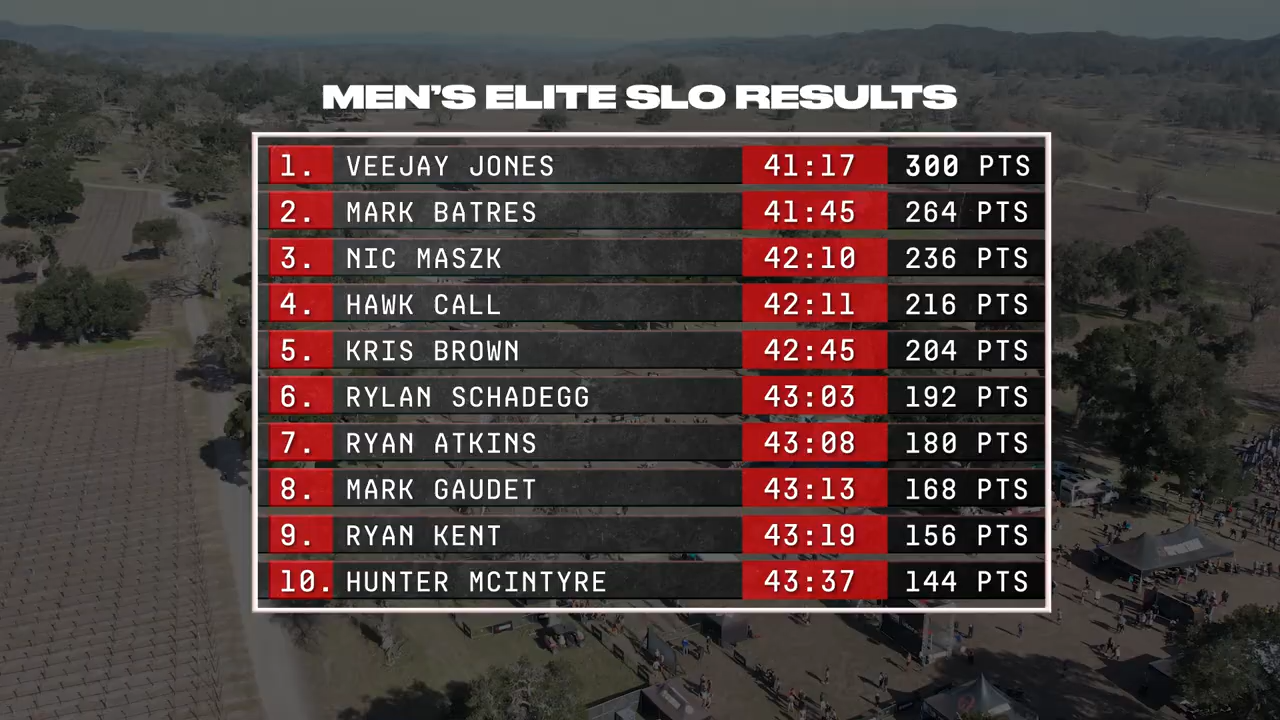 MEN'S ELITE SLO RESULTS
1. VEEJAY JONES 41:17 300 PTS
2. MARK BATRES 41:45 264 PTS
3. NIC MASZK 42:10 236 PTS
4. HAWK CALL 42:11 216 PTS
5. KRIS BROWN 42:45 204 PTS
6. RYLAN SCHADEGG 43:03 192 PTS
7. RYAN ATKINS 43:08 180 PTS
8. MARK GAUDET 43:13 168 PTS
9. RYAN KENT 43:19 156 PTS
10. HUNTER MCINTYRE 43:37 144 PTS